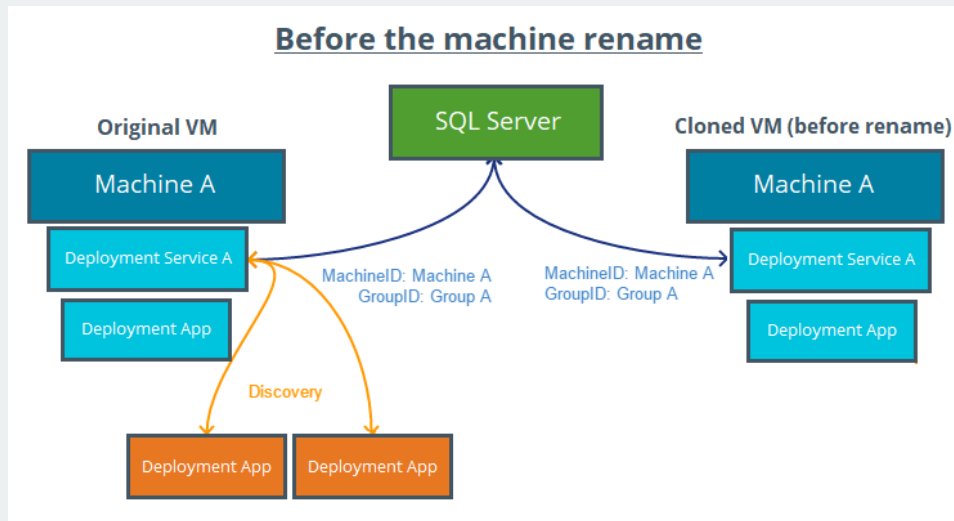 Before the machine rename
SQL Server
Original VM
Cloned VM (before rename)
Machine A
Machine A
Deployment Service A
Deployment Service A
MachineID: Machine A
GroupID: Group A
MachineID: Machine A
GroupID: Group A
Deployment App
Deployment App
Discovery
Deployment App
Deployment App